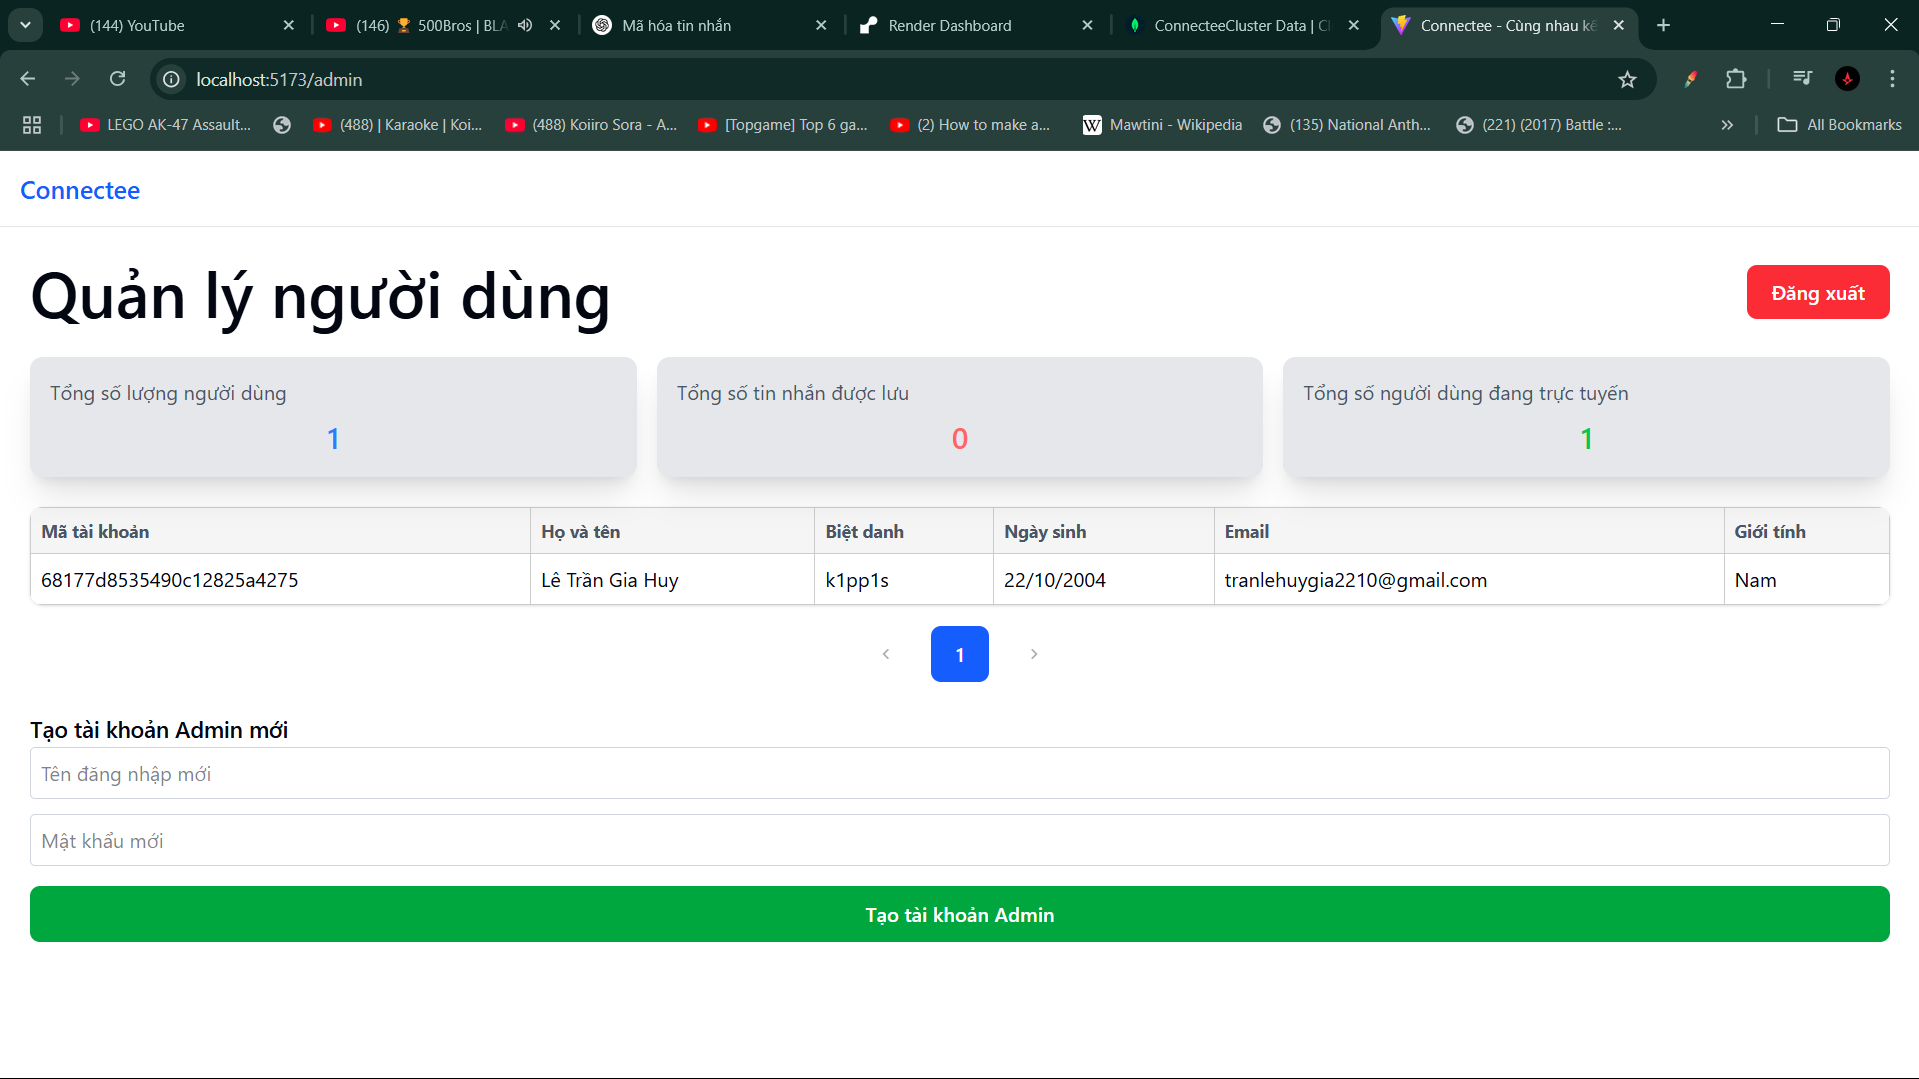 (144) YouTube
(146) 🏆 500Bros | BLA
Mã hóa tin nhắn
Render Dashboard
ConnecteeCluster Data | Cl
Connectee - Cùng nhau kế
localhost:5173/admin
LEGO AK-47 Assault...
(488) | Karaoke | Koi...
(488) Koiiro Sora - A...
[Topgame] Top 6 ga...
(2) How to make a...
W Mawtini - Wikipedia
(135) National Anth...
(221) (2017) Battle :...
All Bookmarks
Connectee
Quản lý người dùng
Đăng xuất
Tổng số lượng người dùng
1
Tổng số tin nhắn được lưu
0
Tổng số người dùng đang trực tuyến
1
Mã tài khoản Họ và tên Biệt danh Ngày sinh Email Giới tính
68177d8535490c12825a4275 Lê Trần Gia Huy k1pp1s 22/10/2004 tranlehuygia2210@gmail.com Nam
1
Tạo tài khoản Admin mới
Tên đăng nhập mới
Mật khẩu mới
Tạo tài khoản Admin